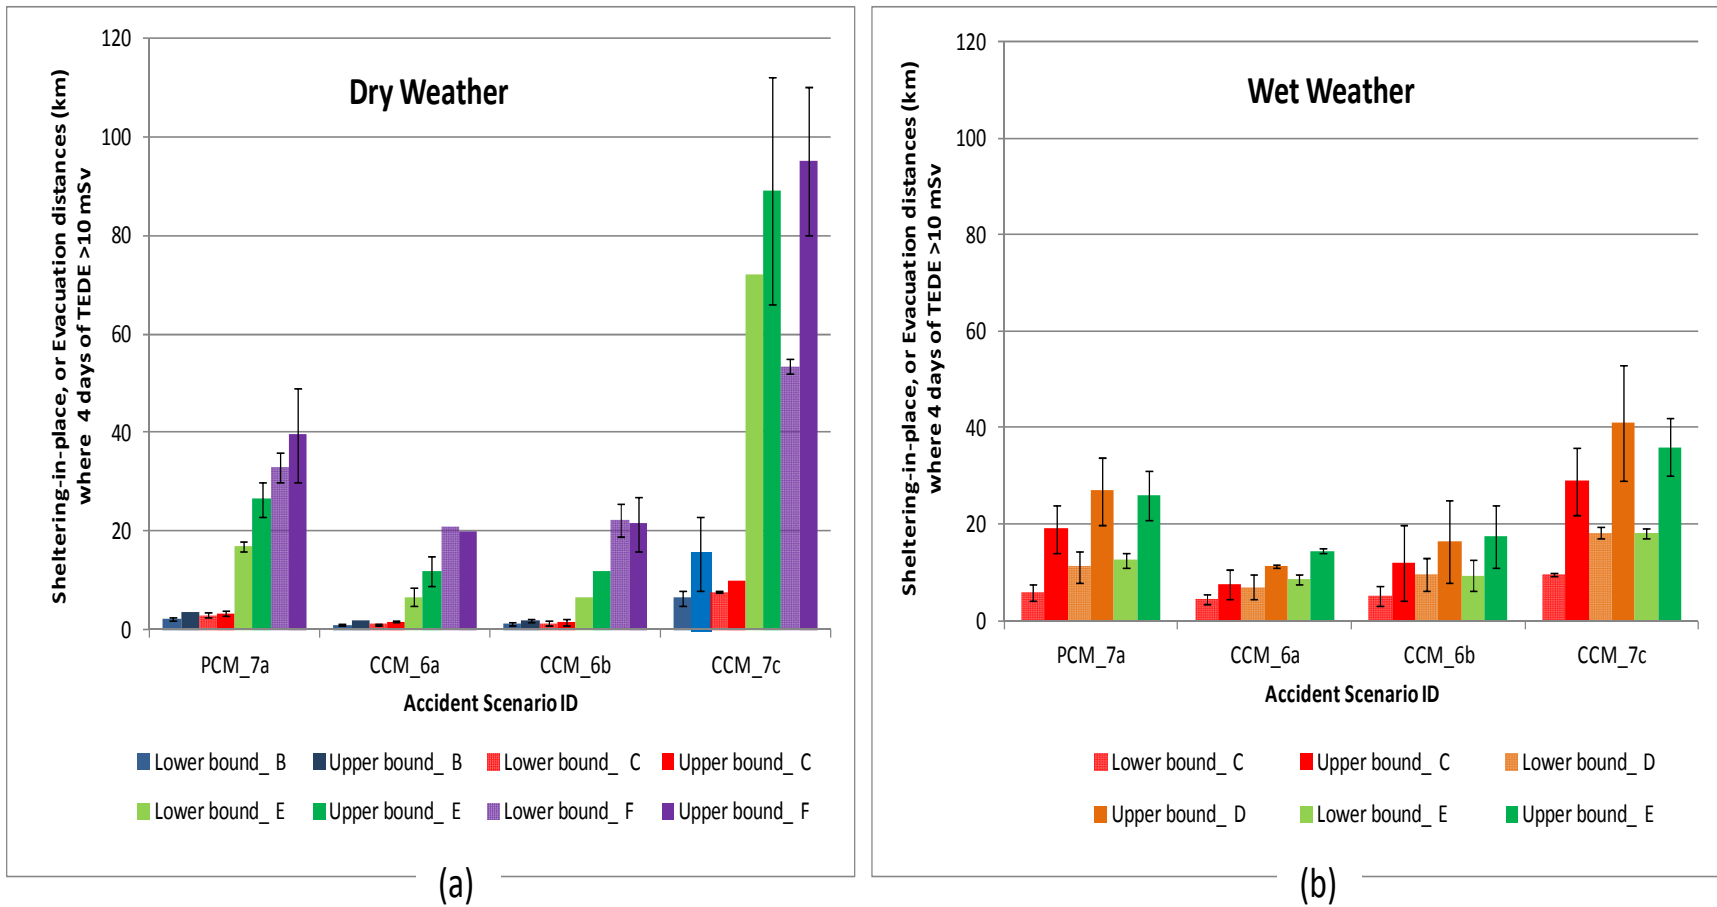 Sheltering-in-place, or Evacuation distances (km)
where 4 days of TEDE >10 mSv
120
100
80
60
40
20
0
Dry Weather
PCM_7a CCM_6a CCM_6b CCM_7c
Accident Scenario ID
Lower bound_ B Upper bound_ B Lower bound_ C Upper bound_ C
Lower bound_ E Upper bound_ E Lower bound_ F Upper bound_ F
(a)
Sheltering-in-place, or Evacuation distances (km)
where 4 days of TEDE >10 mSv
120
100
80
60
40
20
0
Wet Weather
PCM_7a CCM_6a CCM_6b CCM_7c
Accident Scenario ID
Lower bound_ C Upper bound_ C Lower bound_ D
Upper bound_ D Lower bound_ E Upper bound_ E
(b)